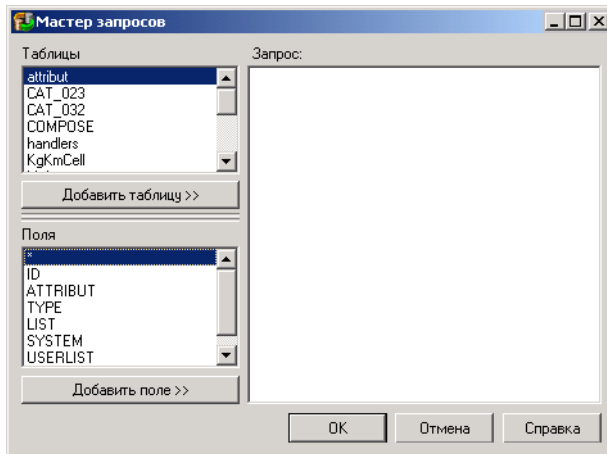 Мастер запросов
Таблицы
attribut
CAT_023
CAT_032
COMPOSE
handlers
KgKmCell
Добавить таблицу >>
Поля
*
ID
ATTRIBUT
TYPE
LIST
SYSTEM
USERLIST
Добавить поле >>
Запрос:
OK
Отмена
Справка